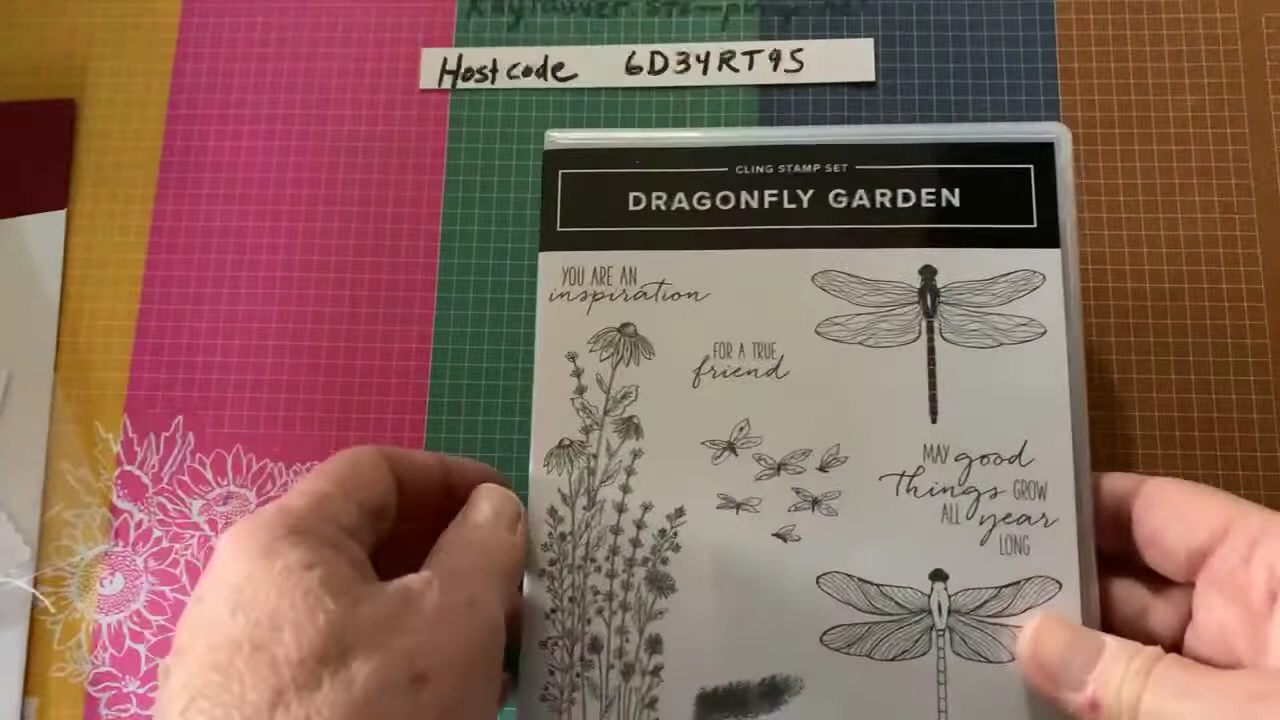 Host code 6D34RT95
CLING STAMP SET
DRAGONFLY GARDEN
YOU ARE AN
inspiration
FOR A TRUE
friend
MAY good
things GROW
ALL year
LONG